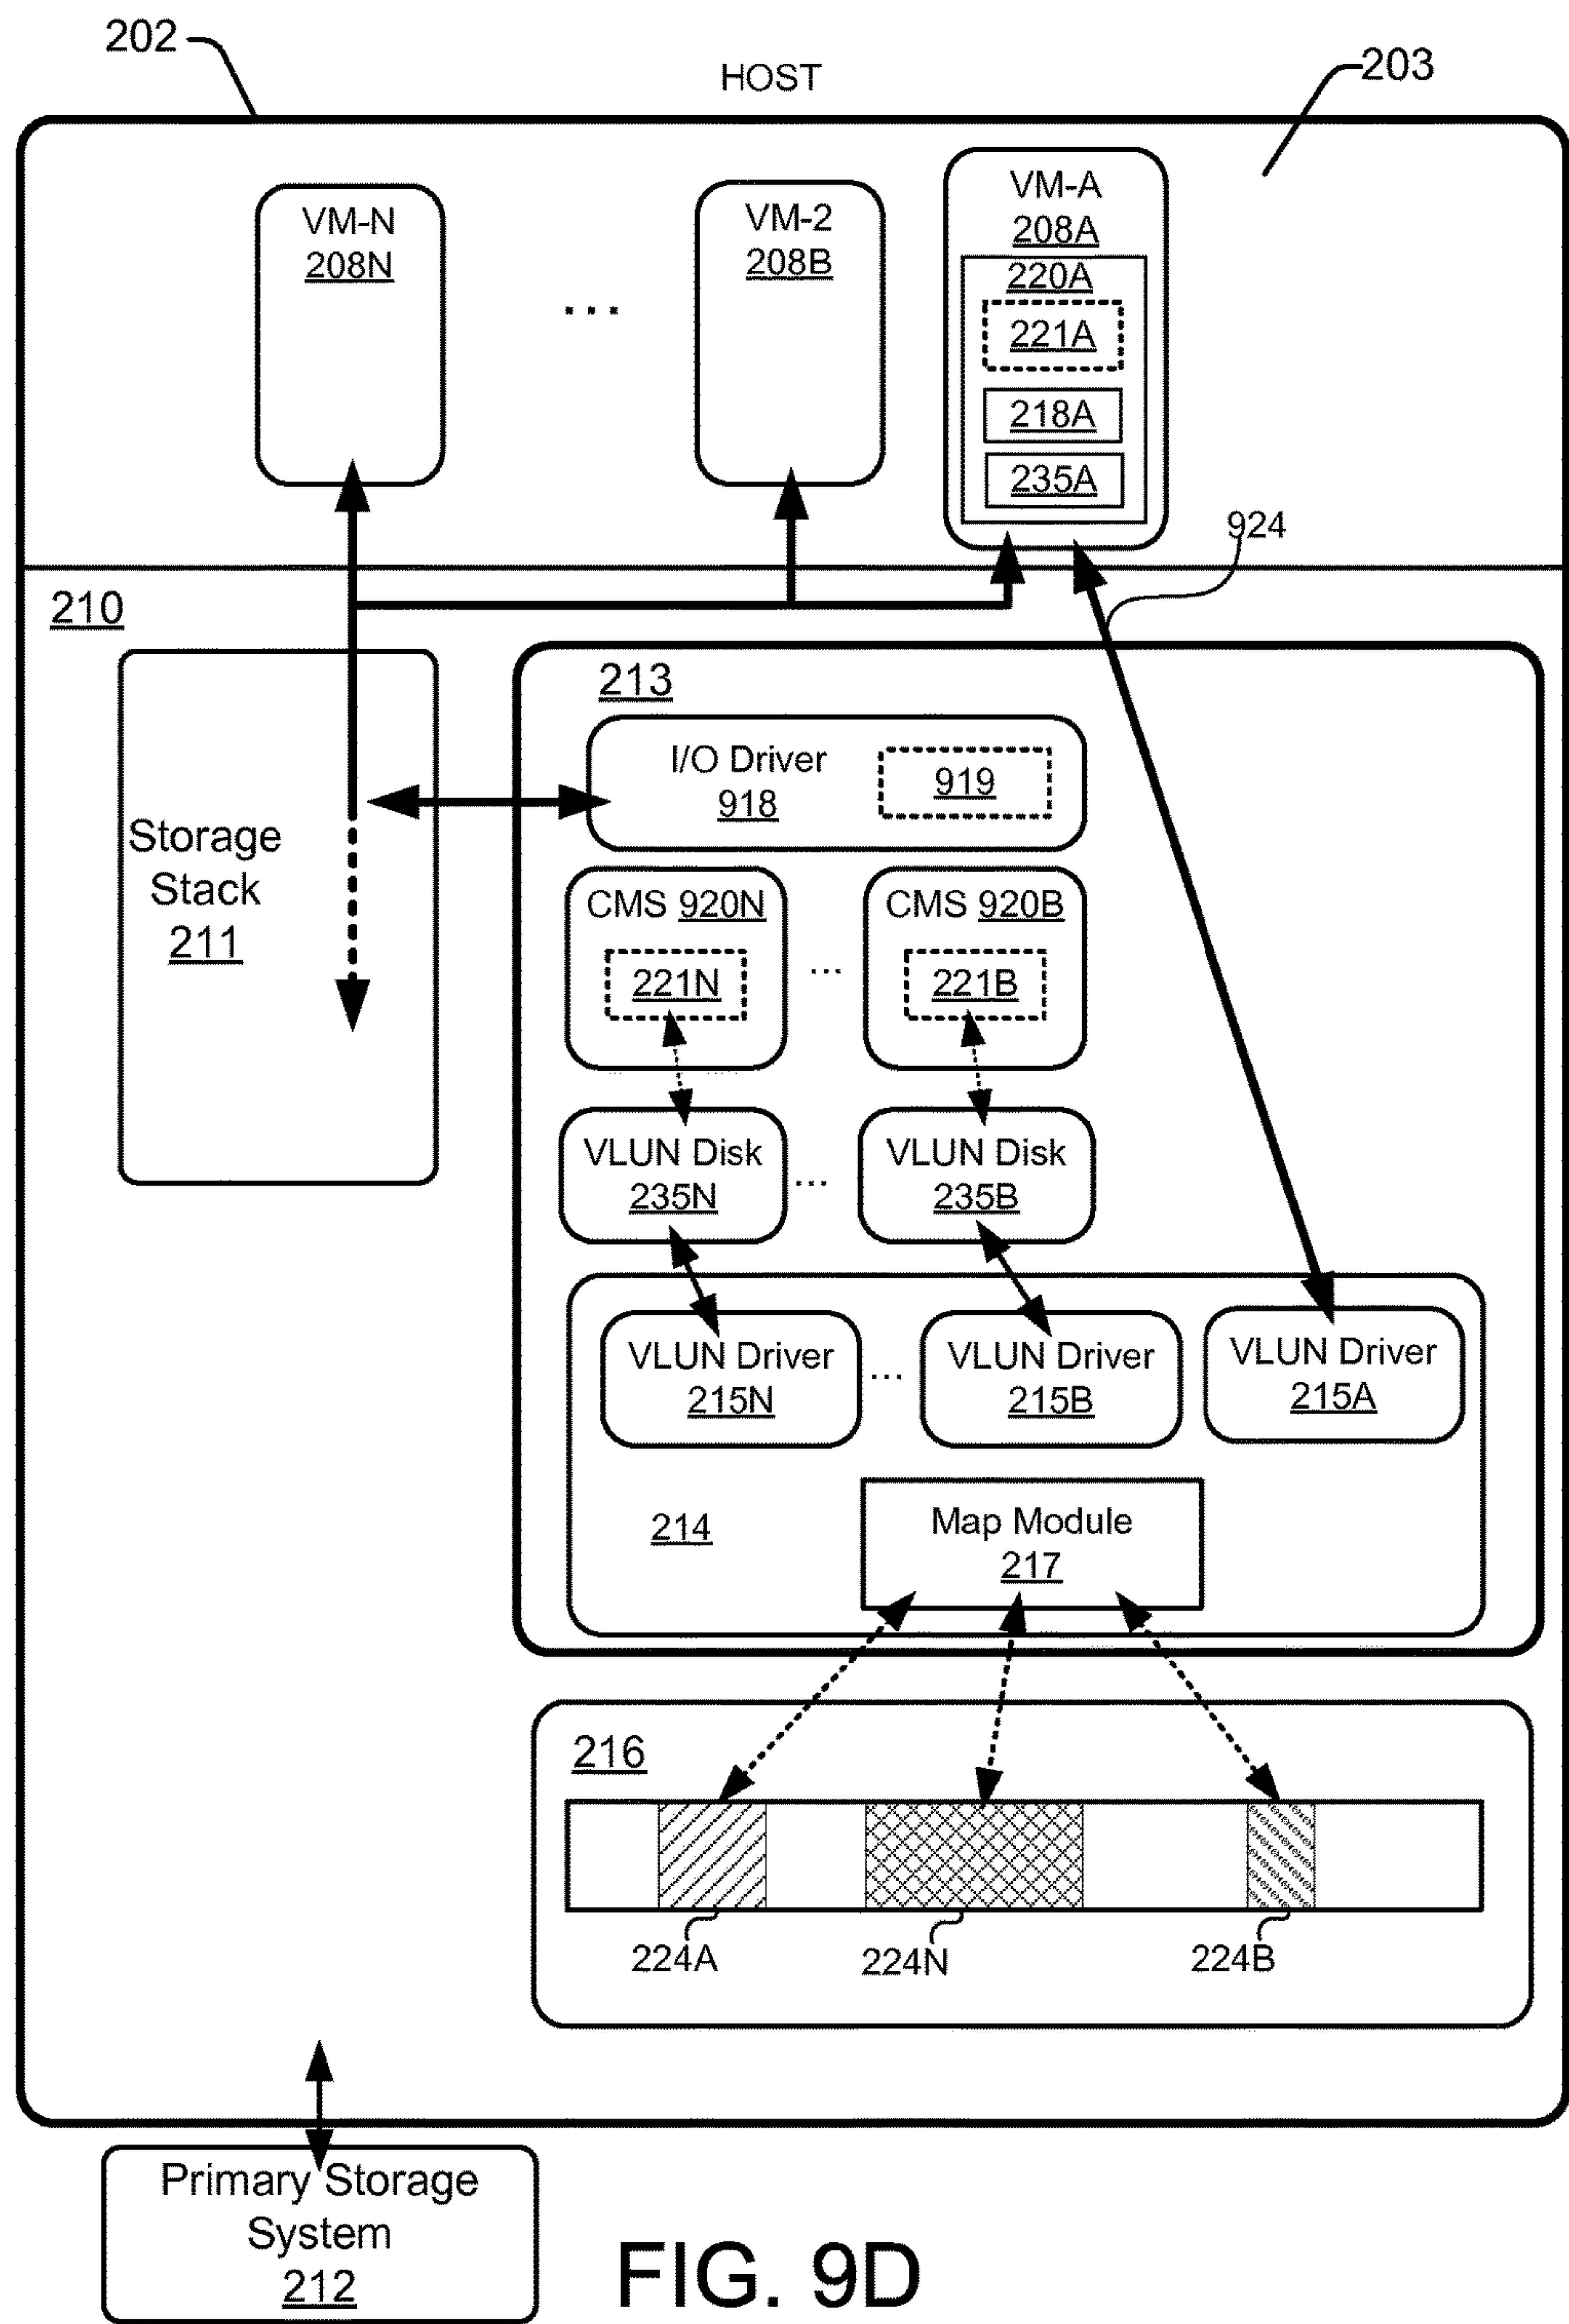 202
HOST
203
VM-N
208N
...
VM-2
208B
VM-A
208A
220A
221A
218A
235A
924
210
213
I/O Driver
918
919
Storage
Stack
211
CMS 920N
221N
...
CMS 920B
221B
VLUN Disk
235N
...
VLUN Disk
235B
VLUN Driver
215N
...
VLUN Driver
215B
VLUN Driver
215A
214
Map Module
217
216
224A
224N
224B
Primary Storage
System
212
FIG. 9D